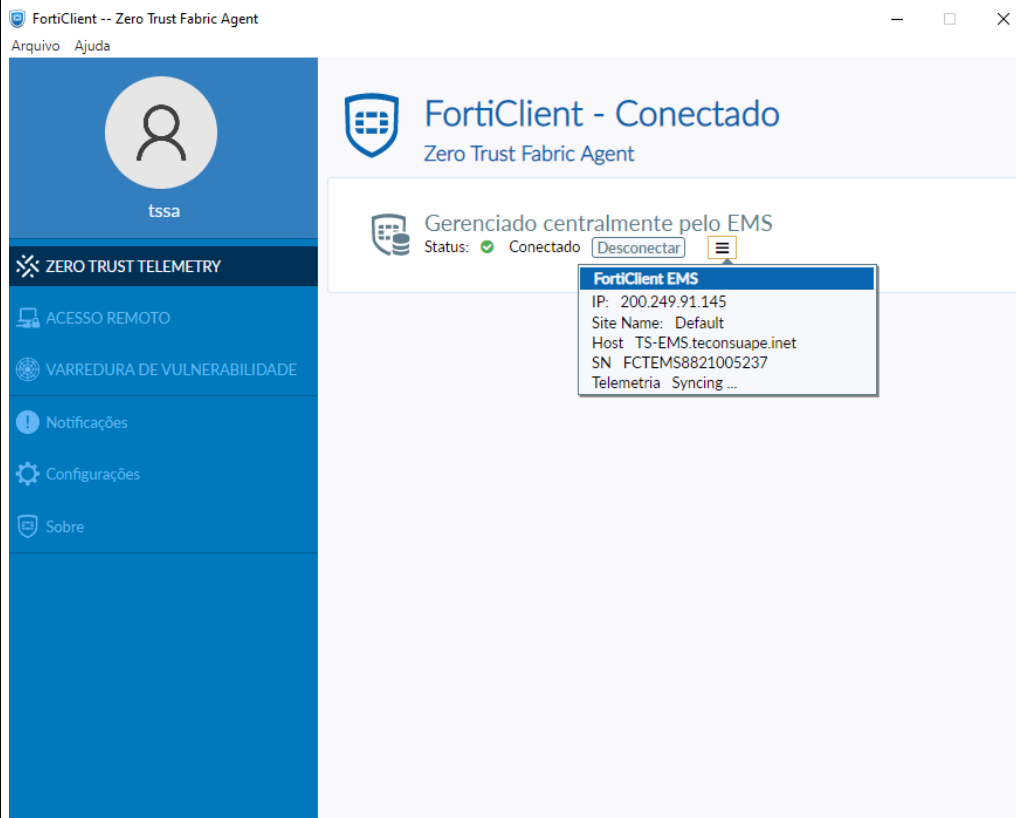 FortiClient -- Zero Trust Fabric Agent
Arquivo Ajuda
tssa
ZERO TRUST TELEMETRY
ACESSO REMOTO
VARREDURA DE VULNERABILIDADE
Notificações
Configurações
Sobre
FortiClient - Conectado
Zero Trust Fabric Agent
Gerenciado centralmente pelo EMS
Status: Conectado Desconectar
FortiClient EMS
IP: 200.249.91.145
Site Name: Default
Host TS-EMS.teconsuape.inet
SN FCTEMS8821005237
Telemetria Syncing ...